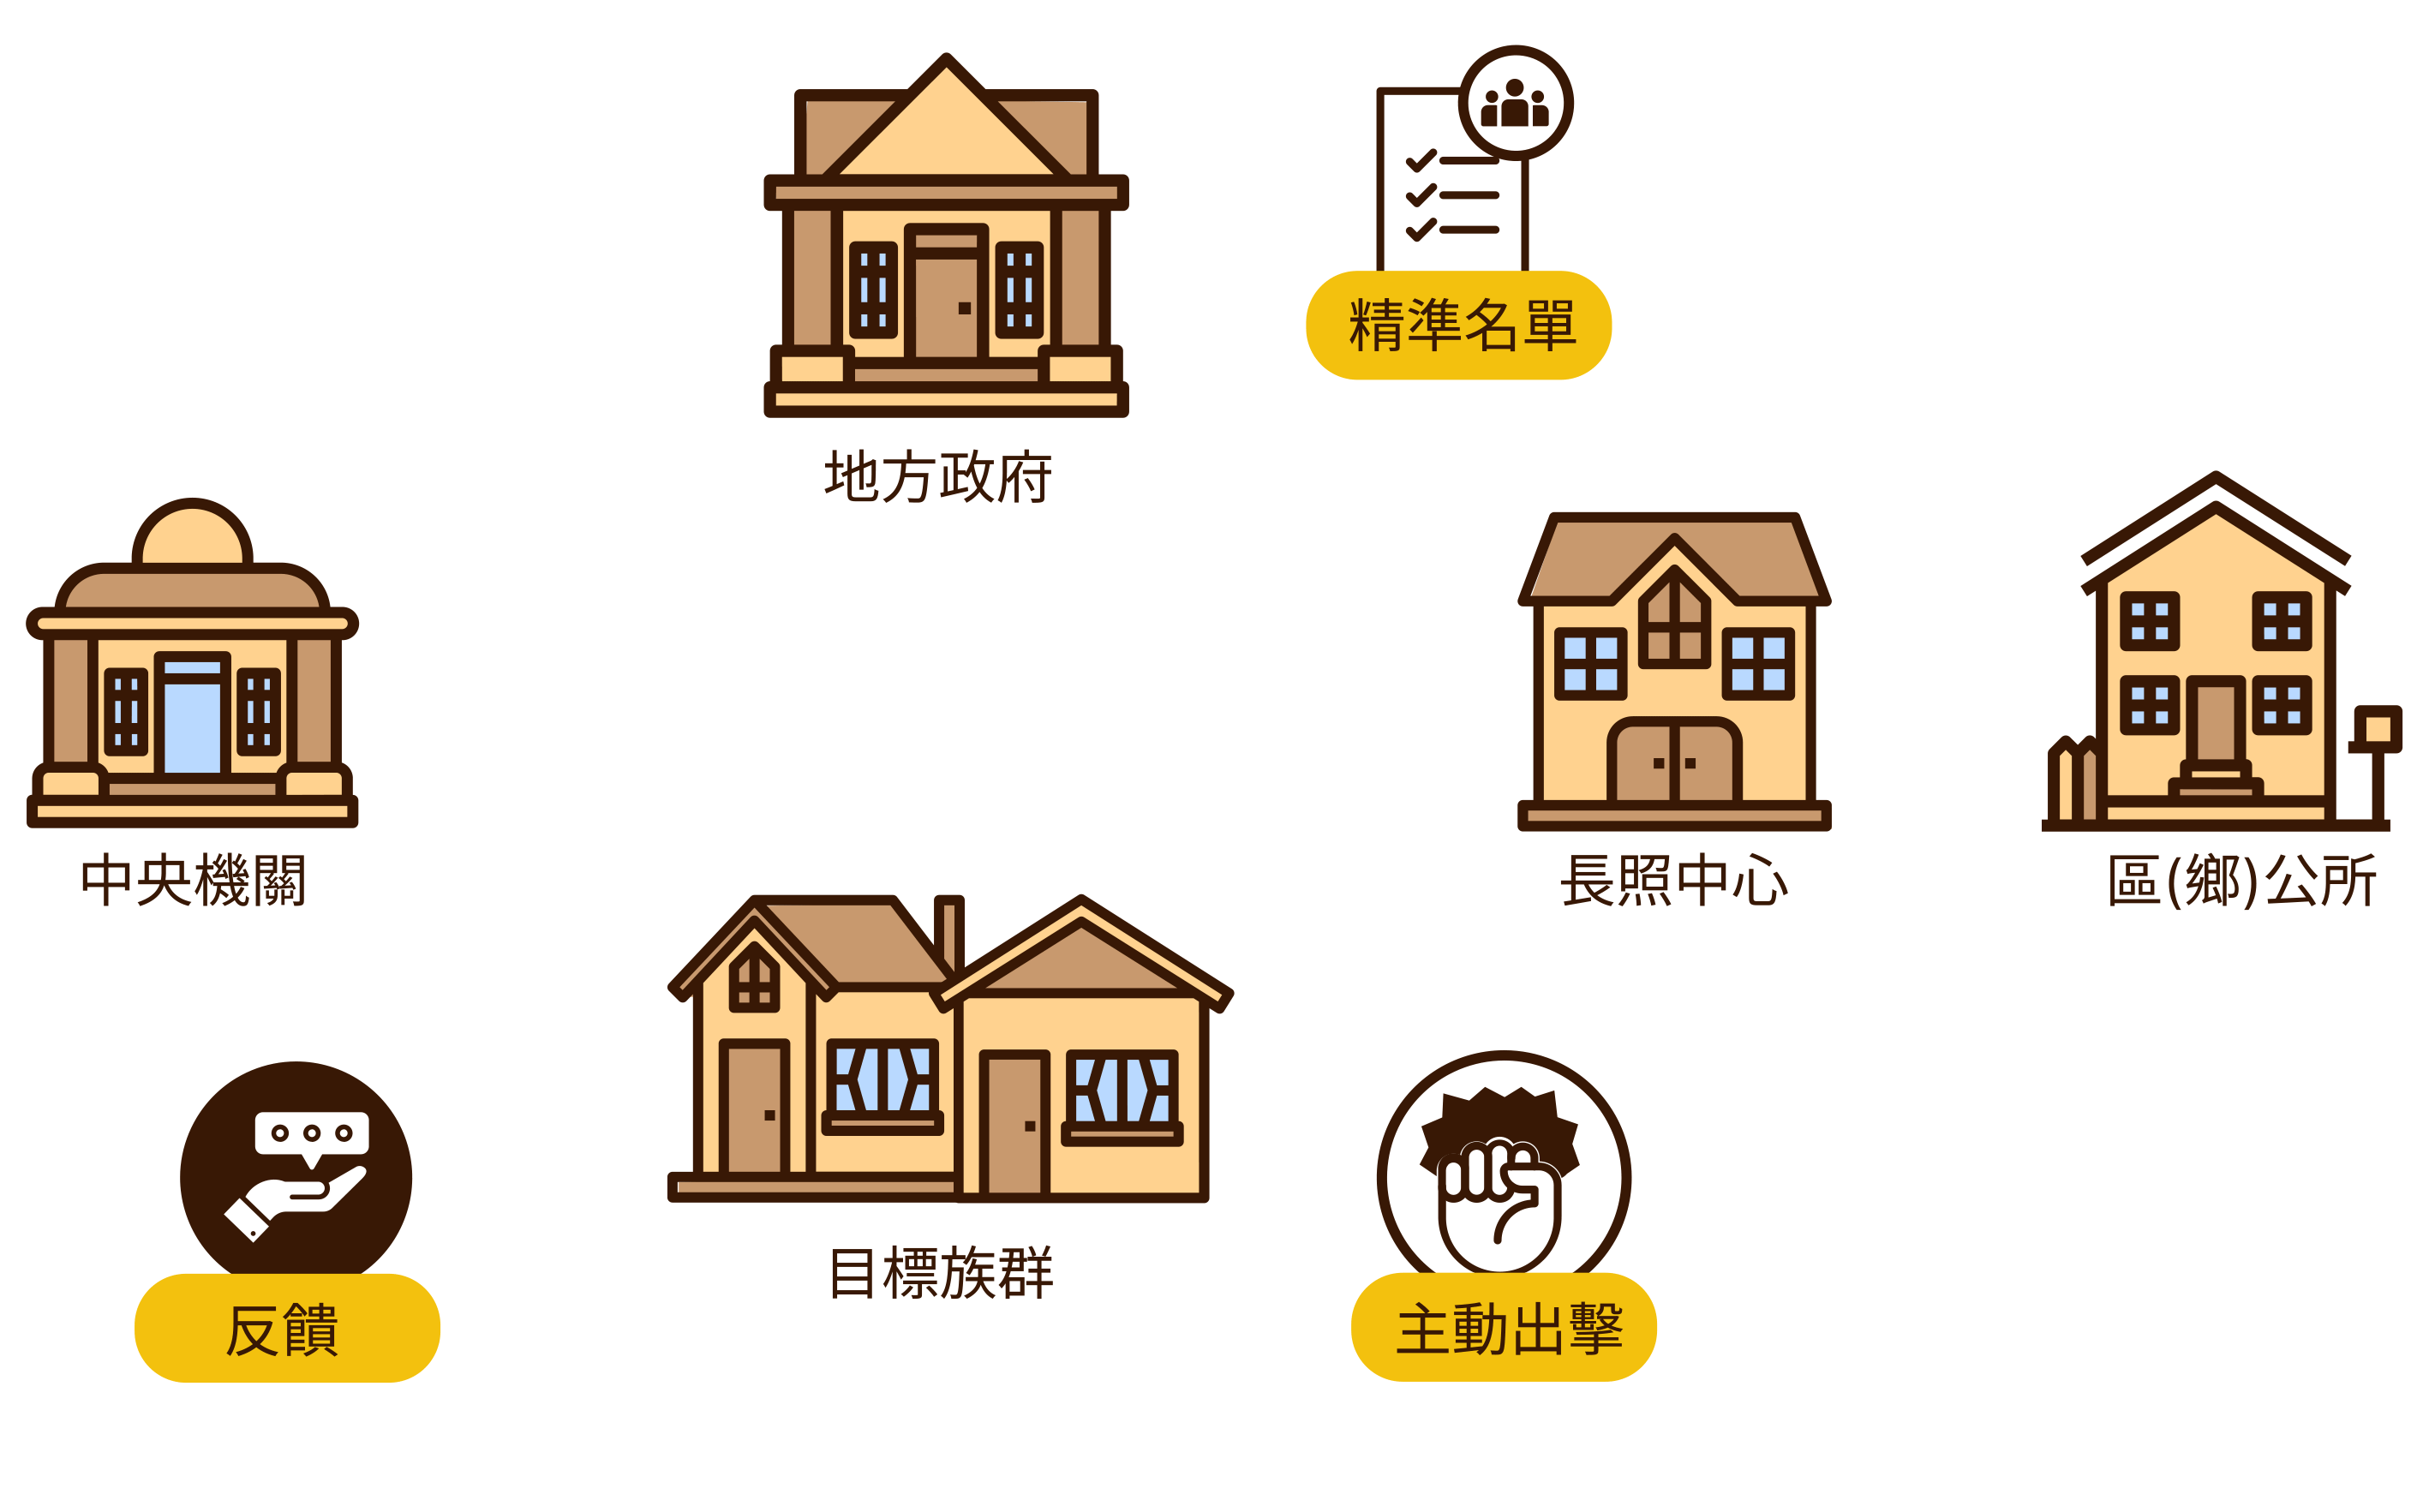 精準名單
地方政府
中央機關
長照中心
區(鄉)公所
目標族群
反饋
主動出擊